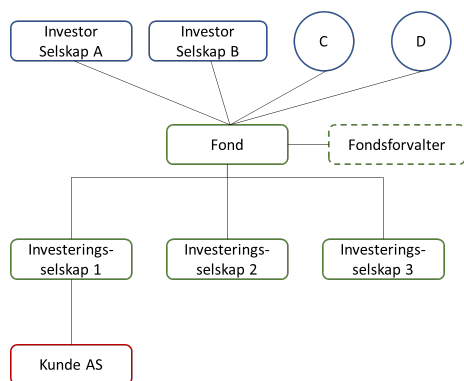 Investor
Selskap A
Investor
Selskap B
C
D
Fond
Fondsforvalter
Investerings-
selskap 1
Investerings-
selskap 2
Investerings-
selskap 3
Kunde AS